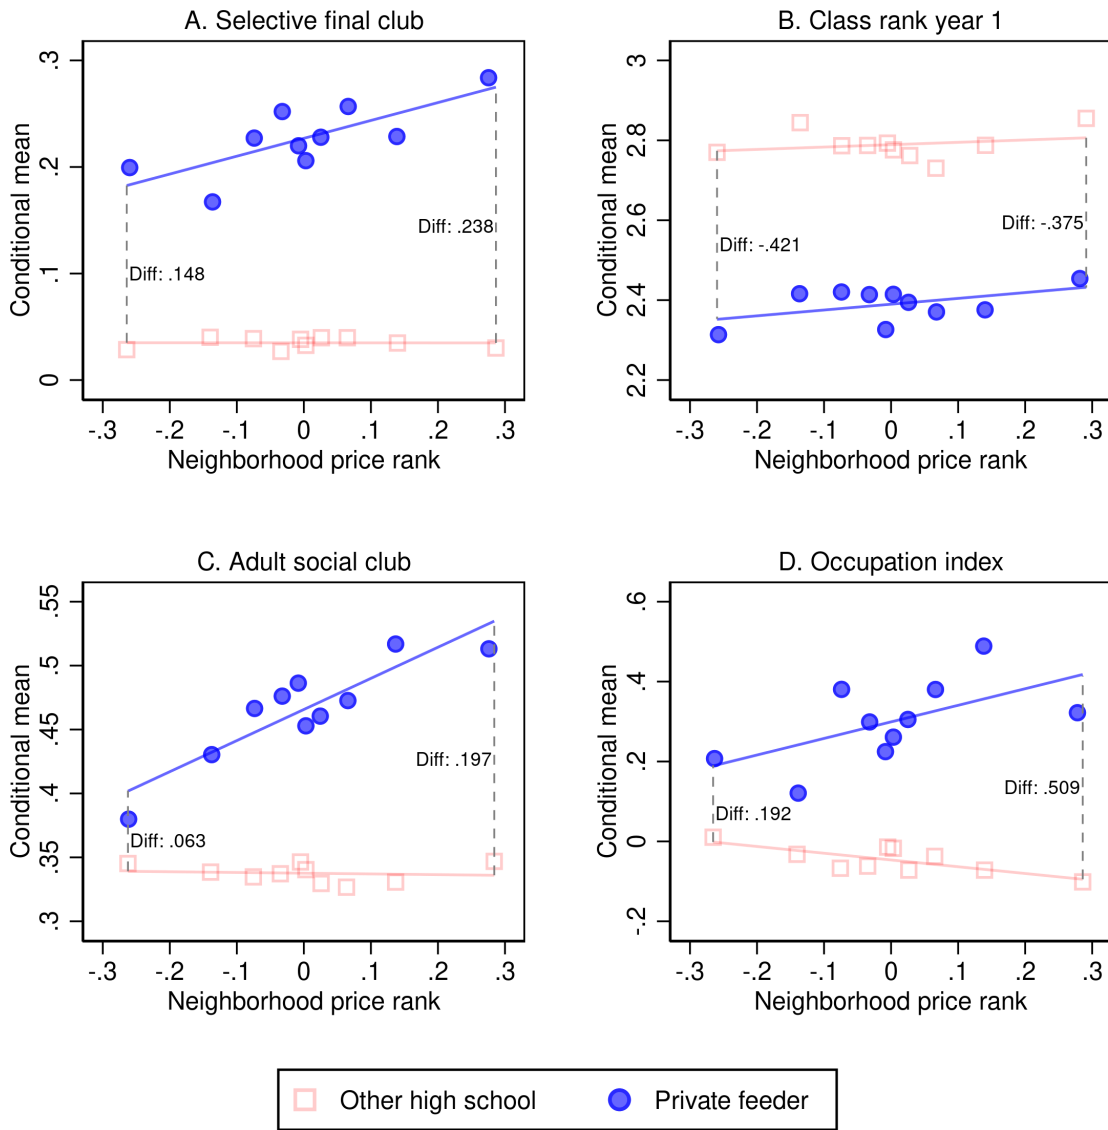 A. Selective final club
Conditional mean
.3
.2
.1
0
Diff: .148
Diff: .238
-.3 -.2 -.1 0 .1 .2 .3
Neighborhood price rank
B. Class rank year 1
Conditional mean
3
2.8
2.6
2.4
2.2
Diff: -.421
Diff: -.375
-.3 -.2 -.1 0 .1 .2 .3
Neighborhood price rank
C. Adult social club
Conditional mean
.55
.5
.45
.4
.35
.3
Diff: .063
Diff: .197
-.3 -.2 -.1 0 .1 .2 .3
Neighborhood price rank
D. Occupation index
Conditional mean
.6
.4
.2
0
-.2
Diff: .192
Diff: .509
-.3 -.2 -.1 0 .1 .2 .3
Neighborhood price rank
Other high school
Private feeder